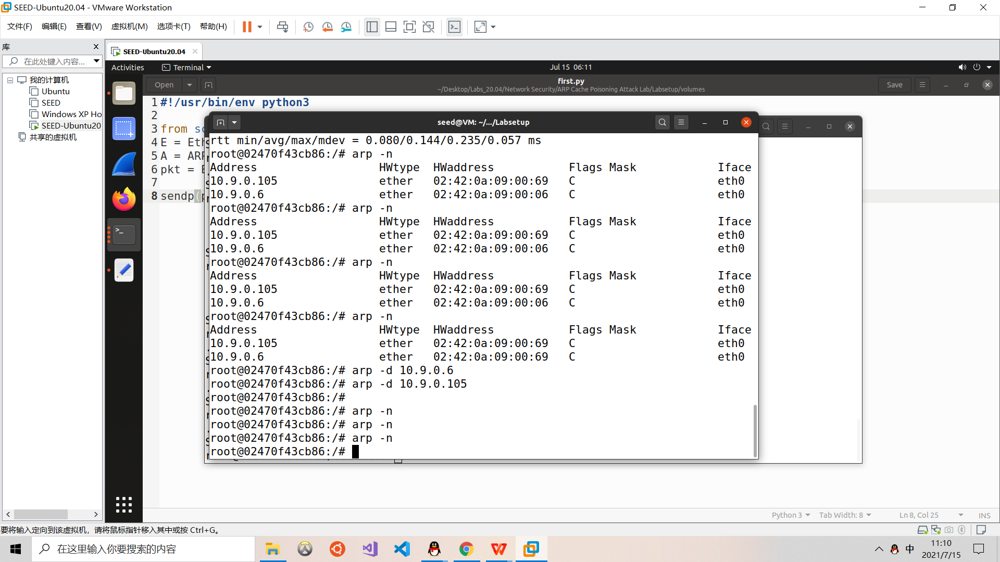 SEED-Ubuntu20.04 - VMware Workstation
文件(F) 编辑(E) 查看(V) 虚拟机(M) 选项卡(T) 帮助(H)
库
在此处键入内容...
我的计算机
Ubuntu
SEED
Windows XP Ho
SEED-Ubuntu20
共享的虚拟机
SEED-Ubuntu20.04
Activities Terminal Jul 15 06:11
Open first.py Save
~/Desktop/Labs_20.04/Network Security/ARP Cache Poisoning Attack Lab/Labsetup/volumes
1 #!/usr/bin/env python3
2
3 from sc
4 E = Eth
5 A = ARP
6 pkt = E
7
8 sendp(p
seed@VM: ~/.../Labsetup
rtt min/avg/max/mdev = 0.080/0.144/0.235/0.057 ms
root@02470f43cb86:/# arp -n
Address HWtype HWaddress Flags Mask Iface
10.9.0.105 ether 02:42:0a:09:00:69 C eth0
10.9.0.6 ether 02:42:0a:09:00:06 C eth0
root@02470f43cb86:/# arp -n
Address HWtype HWaddress Flags Mask Iface
10.9.0.105 ether 02:42:0a:09:00:69 C eth0
10.9.0.6 ether 02:42:0a:09:00:06 C eth0
root@02470f43cb86:/# arp -n
Address HWtype HWaddress Flags Mask Iface
10.9.0.105 ether 02:42:0a:09:00:69 C eth0
10.9.0.6 ether 02:42:0a:09:00:06 C eth0
root@02470f43cb86:/# arp -n
Address HWtype HWaddress Flags Mask Iface
10.9.0.105 ether 02:42:0a:09:00:69 C eth0
10.9.0.6 ether 02:42:0a:09:00:69 C eth0
root@02470f43cb86:/# arp -d 10.9.0.6
root@02470f43cb86:/# arp -d 10.9.0.105
root@02470f43cb86:/#
root@02470f43cb86:/# arp -n
root@02470f43cb86:/# arp -n
root@02470f43cb86:/# arp -n
root@02470f43cb86:/#
Python 3 Tab Width: 8 Ln 8, Col 25 INS
要将输入定向到该虚拟机，请将鼠标指针移入其中或按 Ctrl+G。
在这里输入你要搜索的内容
中
11:10
2021/7/15